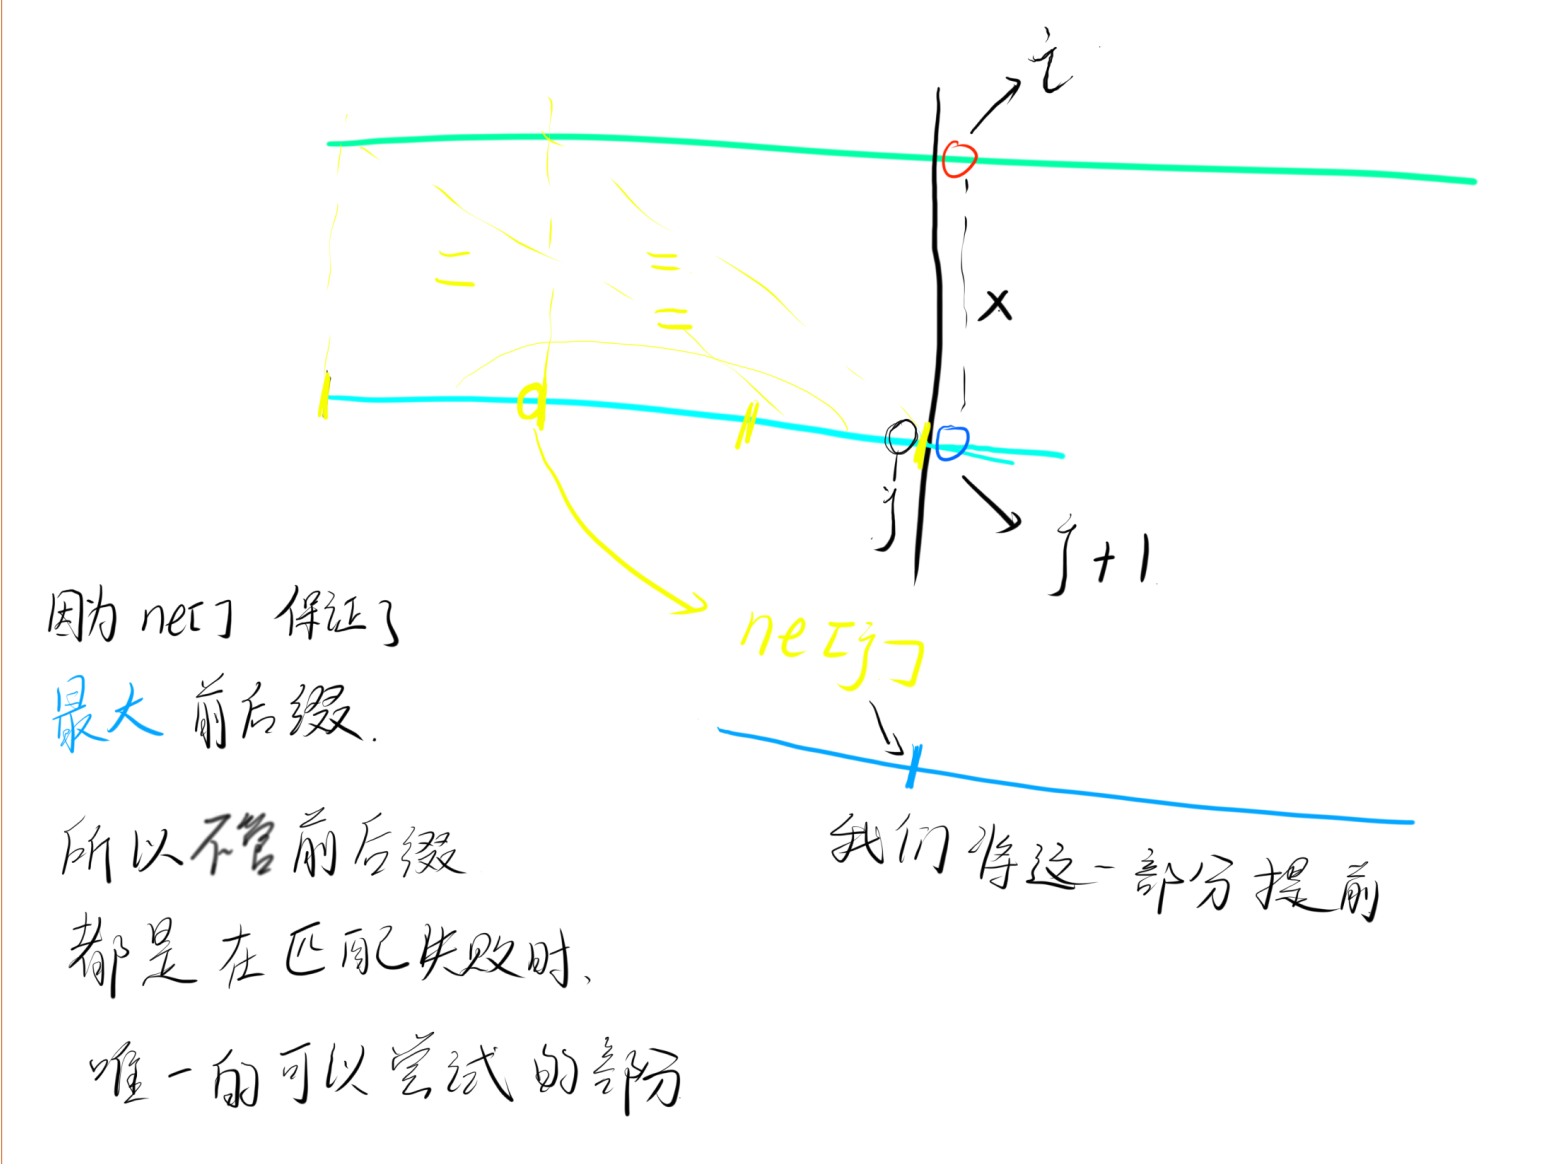 i
=
=
=
x
j
j+1
因为 ne[] 保证了
ne[j]
最大 前后缀.
所以不管前后缀
我们将这一部分提前
都是在匹配失败时、
唯一的可以尝试的部分